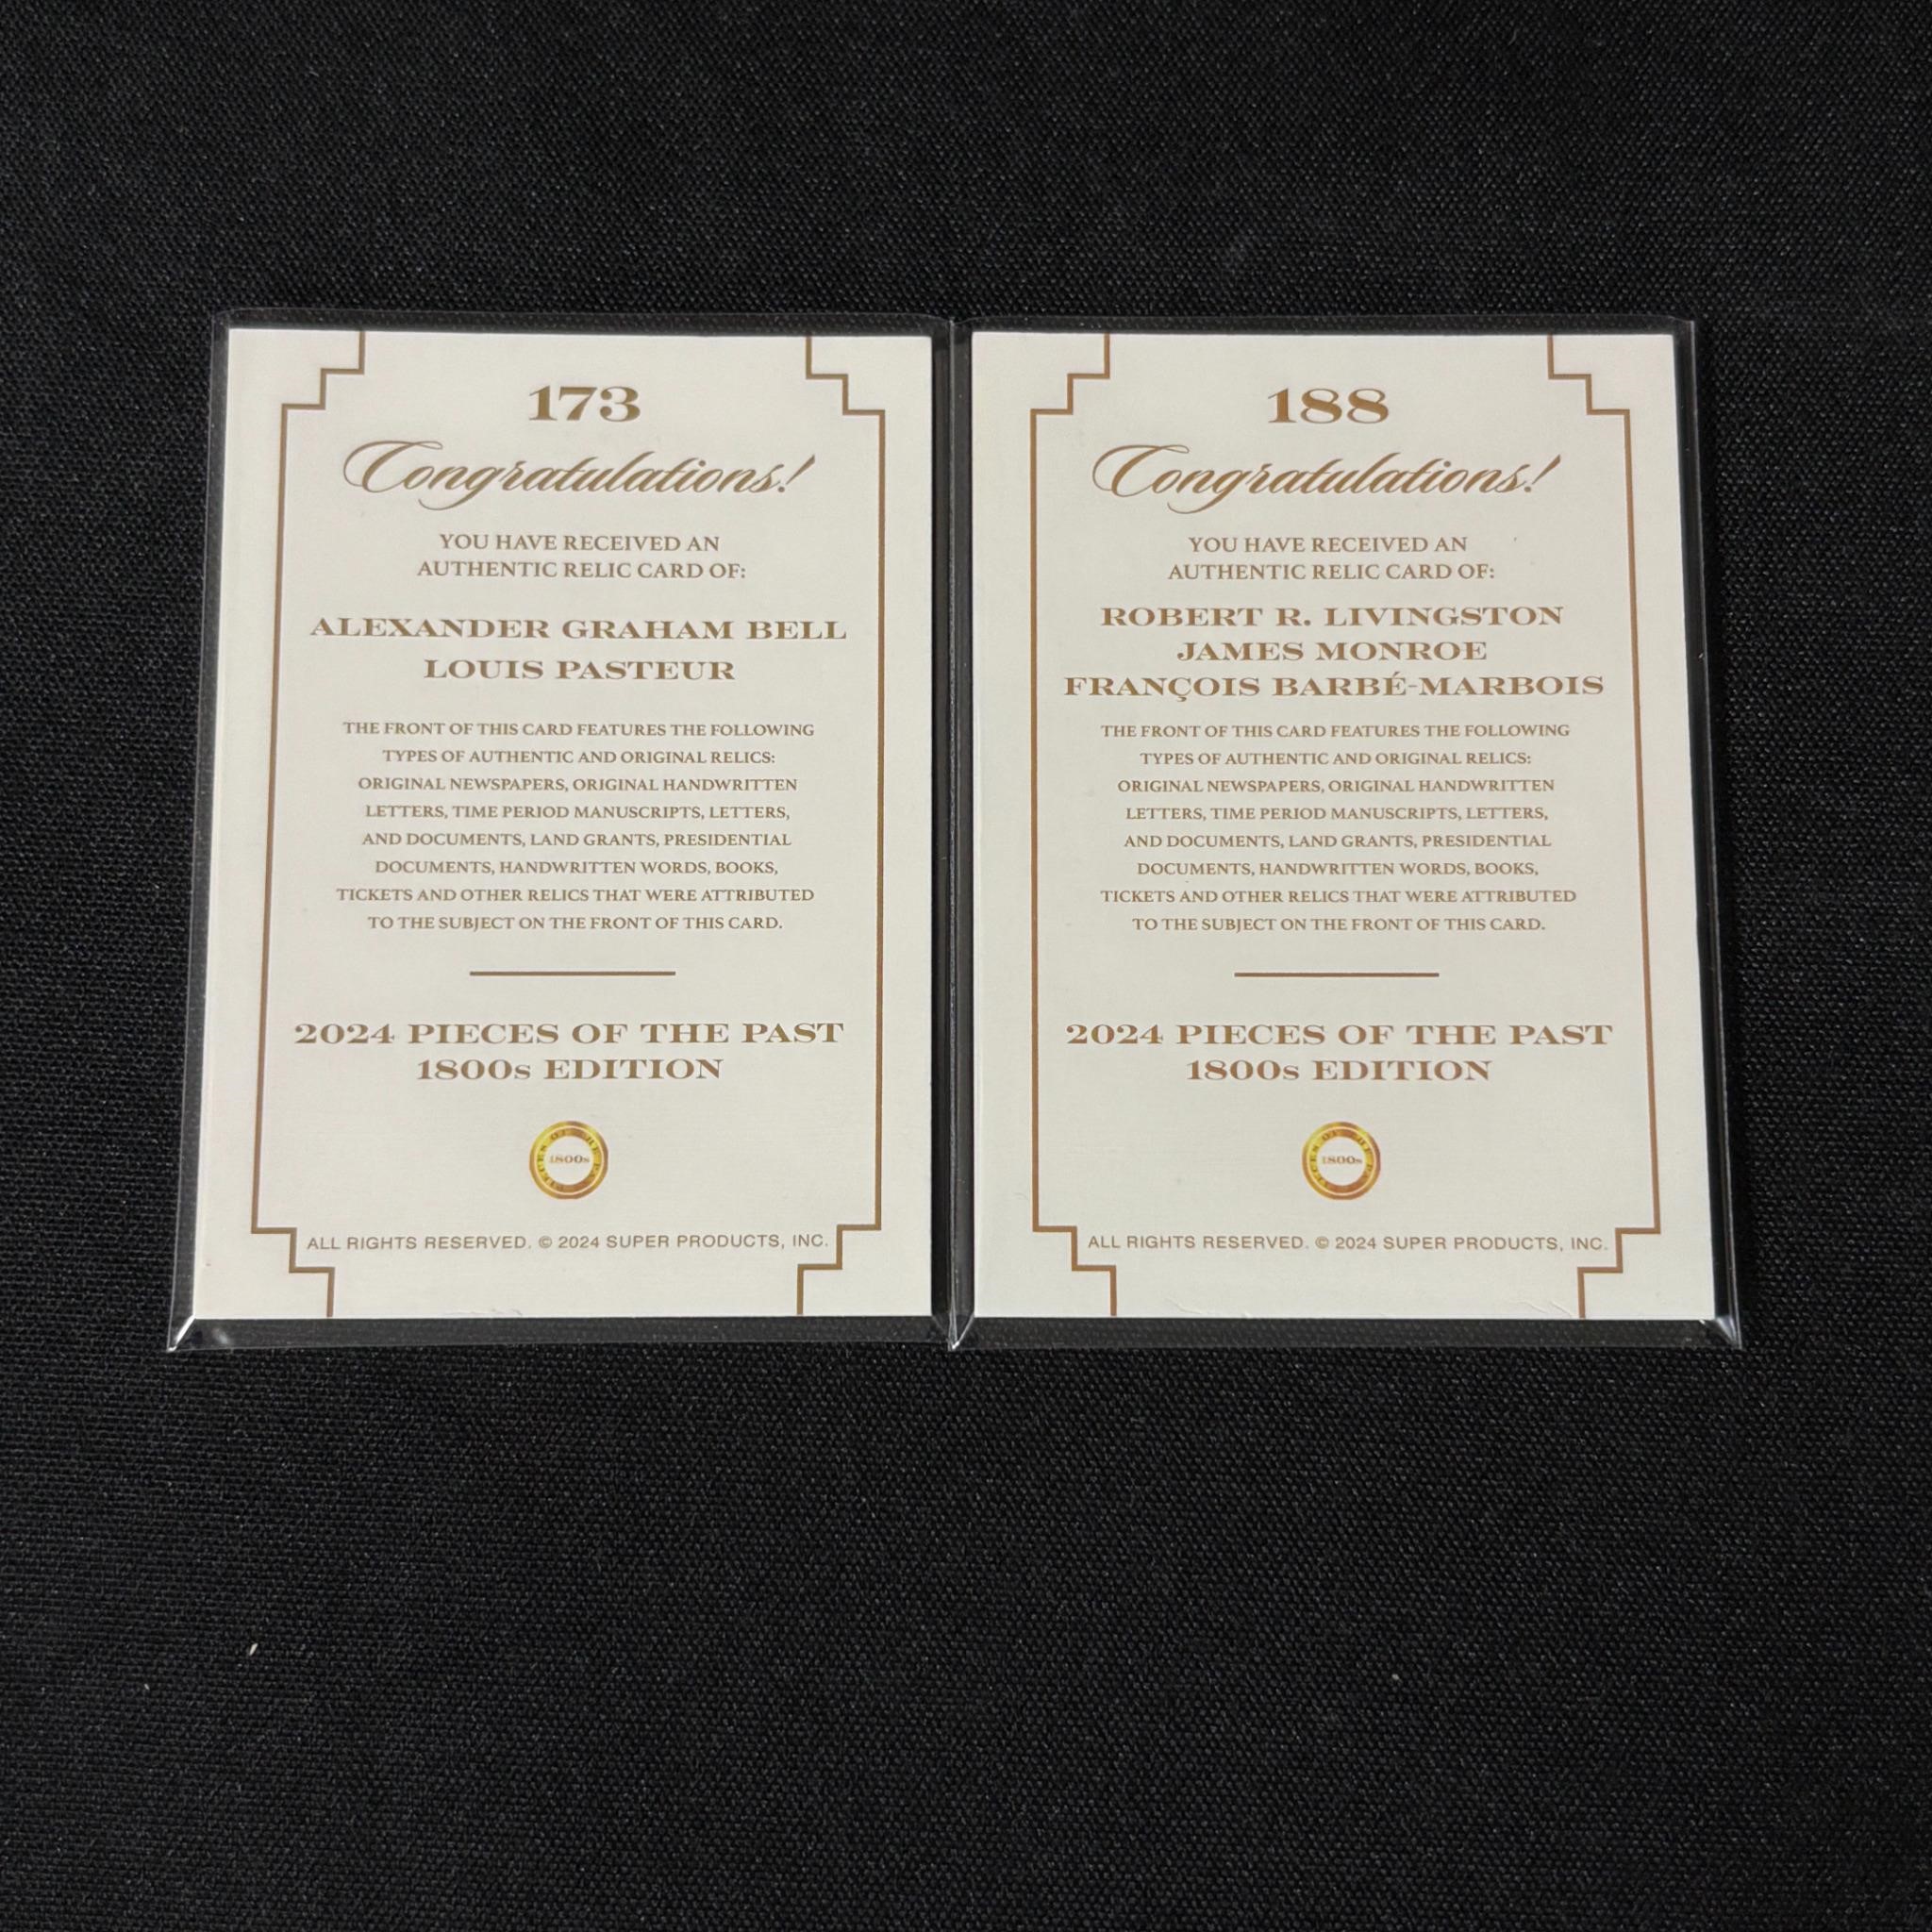 173
Congratulations!
YOU HAVE RECEIVED AN
AUTHENTIC RELIC CARD OF:
ALEXANDER GRAHAM BELL
LOUIS PASTEUR
THE FRONT OF THIS CARD FEATURES THE FOLLOWING
TYPES OF AUTHENTIC AND ORIGINAL RELICS:
ORIGINAL NEWSPAPERS, ORIGINAL HANDWRITTEN
LETTERS, TIME PERIOD MANUSCRIPTS, LETTERS,
AND DOCUMENTS, LAND GRANTS, PRESIDENTIAL
DOCUMENTS, HANDWRITTEN WORDS, BOOKS,
TICKETS AND OTHER RELICS THAT WERE ATTRIBUTED
TO THE SUBJECT ON THE FRONT OF THIS CARD.
2024 PIECES OF THE PAST
1800s EDITION
1800s
ALL RIGHTS RESERVED. © 2024 SUPER PRODUCTS, INC.
188
Congratulations!
YOU HAVE RECEIVED AN
AUTHENTIC RELIC CARD OF:
ROBERT R. LIVINGSTON
JAMES MONROE
FRANÇOIS BARBÉ-MARBOIS
THE FRONT OF THIS CARD FEATURES THE FOLLOWING
TYPES OF AUTHENTIC AND ORIGINAL RELICS:
ORIGINAL NEWSPAPERS, ORIGINAL HANDWRITTEN
LETTERS, TIME PERIOD MANUSCRIPTS, LETTERS,
AND DOCUMENTS, LAND GRANTS, PRESIDENTIAL
DOCUMENTS, HANDWRITTEN WORDS, BOOKS,
TICKETS AND OTHER RELICS THAT WERE ATTRIBUTED
TO THE SUBJECT ON THE FRONT OF THIS CARD.
2024 PIECES OF THE PAST
1800s EDITION
1800s
ALL RIGHTS RESERVED. © 2024 SUPER PRODUCTS, INC.